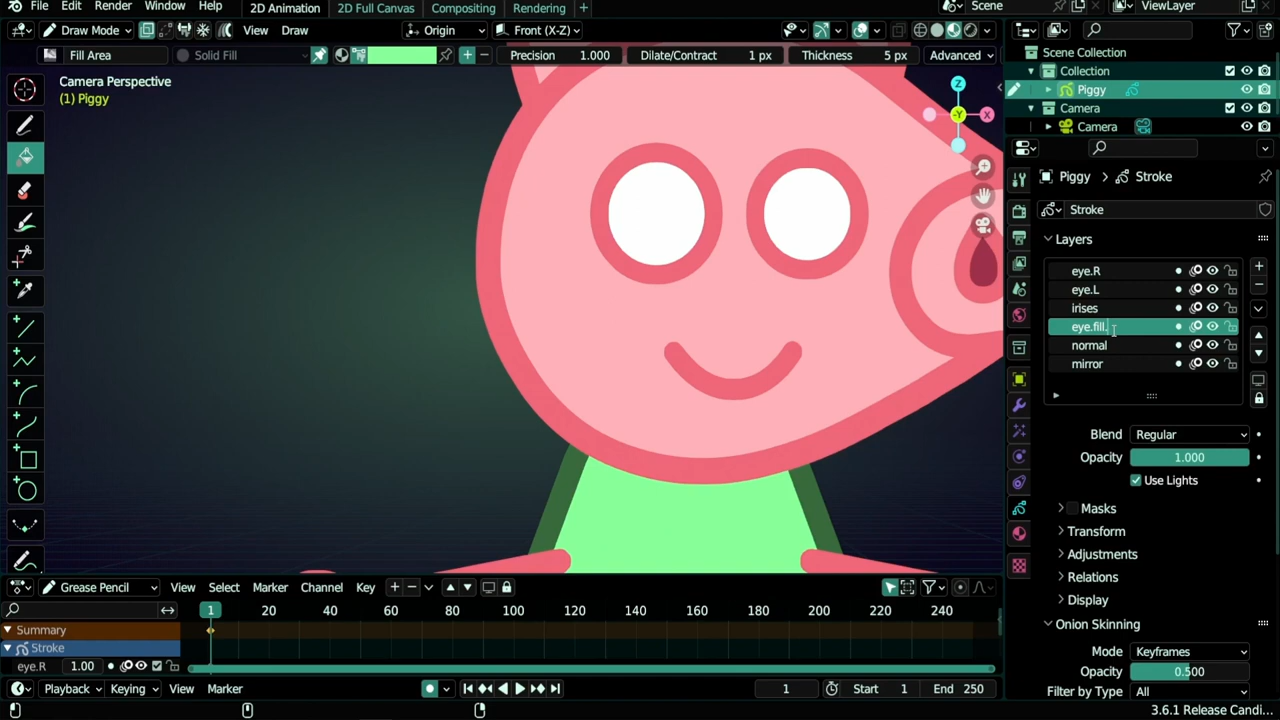 File Edit Render Window Help 2D Animation 2D Full Canvas Compositing Rendering Scene ViewLayer
Draw Mode View Draw Origin Front (X-Z)
Fill Area Solid Fill Precision 1.000 Dilate/Contract 1 px Thickness 5 px Advanced
Camera Perspective
(1) Piggy
Z
-Y
X
Scene Collection
Collection
Piggy
Camera
Camera
Piggy Stroke
Stroke
Layers
eye.R
eye.L
irises
eye.fill.
normal
mirror
Blend Regular
Opacity 1.000
Use Lights
Masks
Transform
Adjustments
Relations
Display
Onion Skinning
Mode Keyframes
Opacity 0.500
Filter by Type All
Grease Pencil View Select Marker Channel Key
1 20 40 60 80 100 120 140 160 180 200 220 240
Summary
Stroke
eye.R 1.00
Playback Keying View Marker 1 Start 1 End 250
3.6.1 Release Candi...